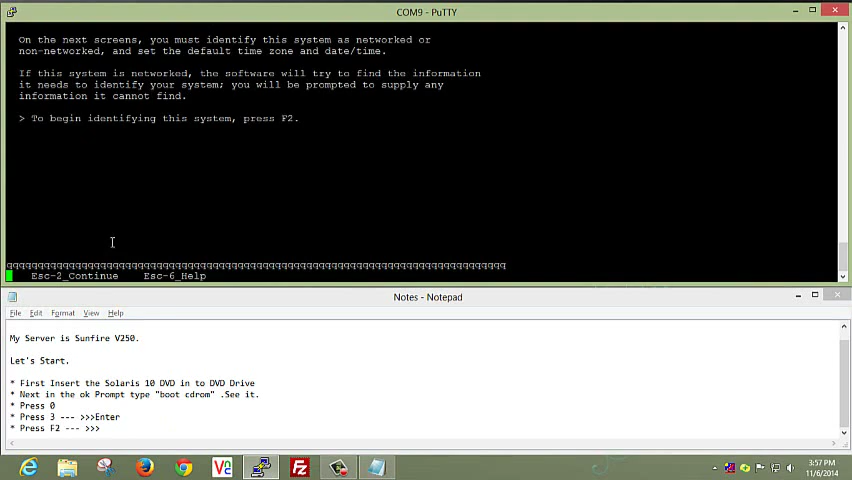 COM9 - PuTTY
On the next screens, you must identify this system as networked or
non-networked, and set the default time zone and date/time.
If this system is networked, the software will try to find the information
it needs to identify your system; you will be prompted to supply any
information it cannot find.
> To begin identifying this system, press F2.
qqqqqqqqqqqqqqqqqqqqqqqqqqqqqqqqqqqqqqqqqqqqqqqqqqqqqqqqqqqqqqqqqqqqqqqqqqqqqqqq
Esc-2_Continue    Esc-6_Help
Notes - Notepad
File Edit Format View Help
My Server is Sunfire V250.
Let's Start.
* First Insert the Solaris 10 DVD in to DVD Drive
* Next in the ok Prompt type "boot cdrom" .See it.
* Press 0
* Press 3 --- >>>Enter
* Press F2 --- >>>
3:57 PM
11/6/2014